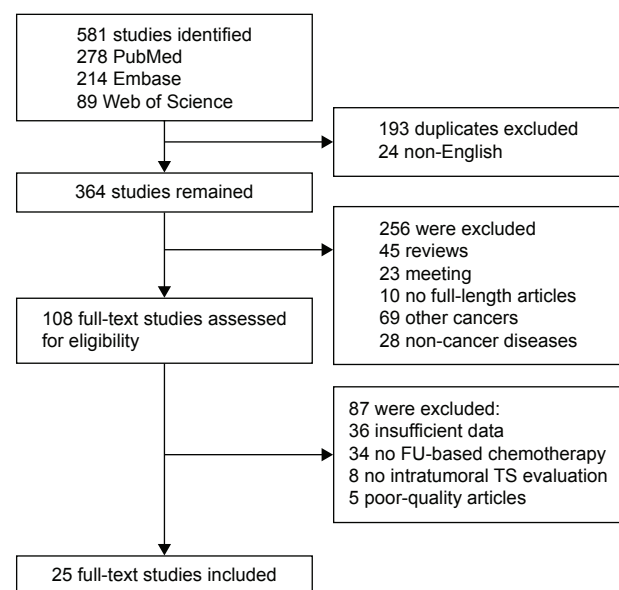 581 studies identified
278 PubMed
214 Embase
89 Web of Science
193 duplicates excluded
24 non-English
364 studies remained
256 were excluded
45 reviews
23 meeting
10 no full-length articles
69 other cancers
28 non-cancer diseases
108 full-text studies assessed
for eligibility
87 were excluded:
36 insufficient data
34 no FU-based chemotherapy
8 no intratumoral TS evaluation
5 poor-quality articles
25 full-text studies included